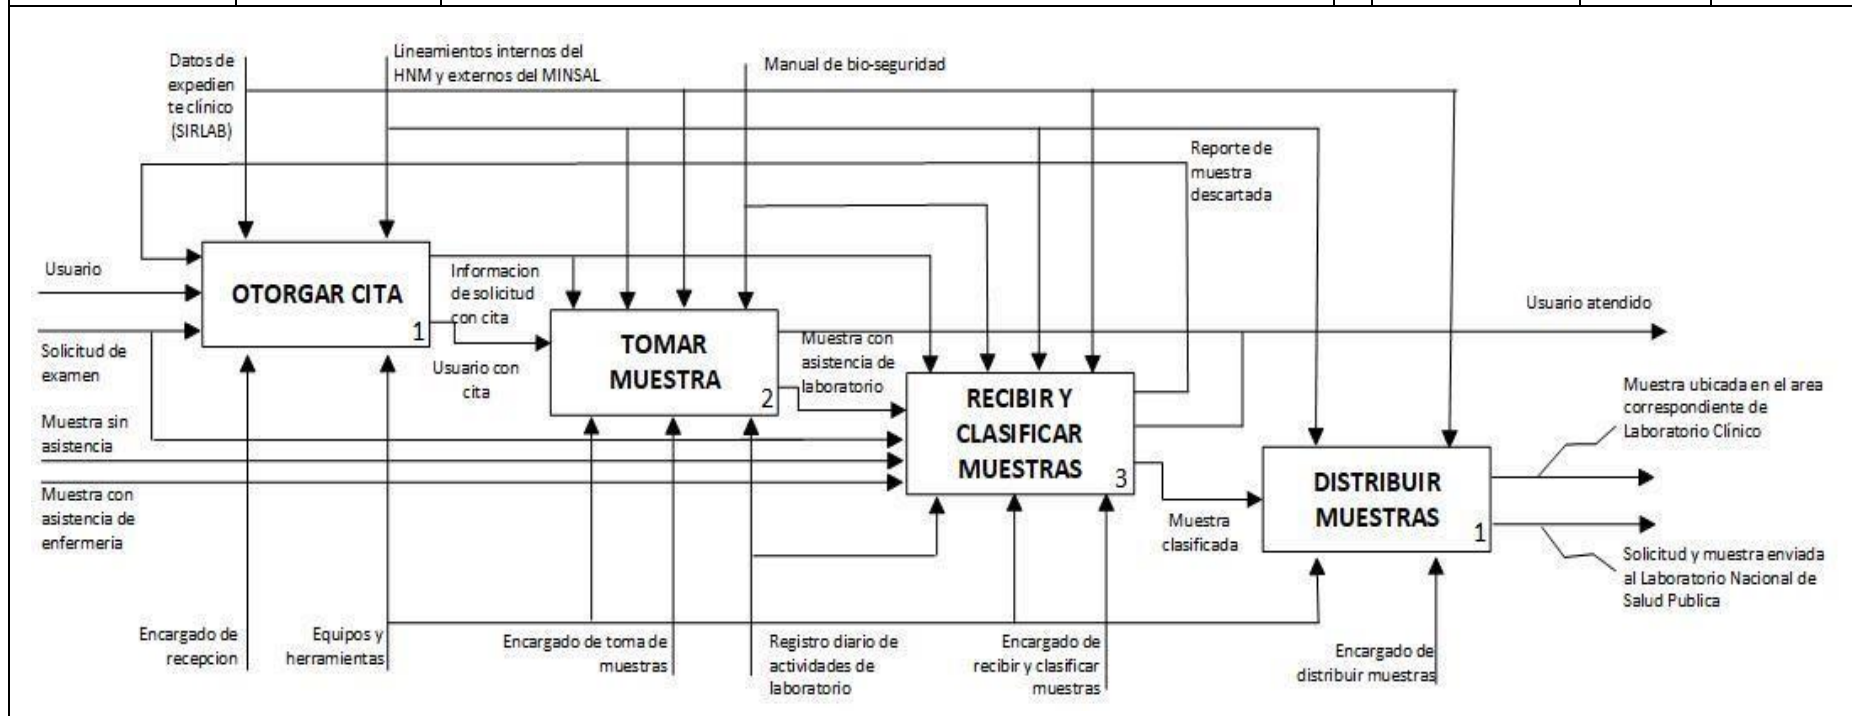 Datos de
expedien
te clínico
(SIRLAB)
Lineamientos internos del
HNM y externos del MINSAL
Manual de bio-seguridad
Reporte de
muestra
descartada
Usuario
OTORGAR CITA
1
Informacion
de solicitud
con cita
Usuario atendido
Solicitud de
examen
Usuario con
cita
TOMAR
MUESTRA
2
Muestra con
asistencia de
laboratorio
RECIBIR Y
CLASIFICAR
MUESTRAS
3
Muestra ubicada en el area
correspondiente de
Laboratorio Clínico
Muestra sin
asistencia
Muestra con
asistencia de
enfermeria
Muestra
clasificada
DISTRIBUIR
MUESTRAS
1
Solicitud y muestra enviada
al Laboratorio Nacional de
Salud Publica
Encargado de
recepcion
Equipos y
herramientas
Encargado de toma de
muestras
Registro diario de
actividades de
laboratorio
Encargado de
recibir y clasificar
muestras
Encargado de
distribuir muestras